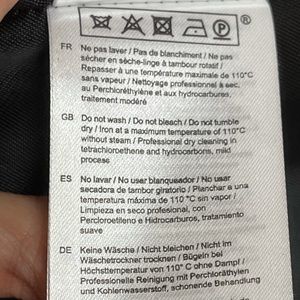 P
®
FR
Ne pas laver / Pas de blanchiment / Ne pas
sécher en sèche-linge à tambour rotatif /
Repasser à une température maximale de 110°C
sans vapeur / Nettoyage professionnel à sec,
au Perchloréthylène et aux hydrocarbures,
traitement modéré
GB
Do not wash / Do not bleach / Do not tumble
dry / Iron at a maximum temperature of 110°C
without steam / Professional dry cleaning in
tetrachloroethene and hydrocarbons, mild
process
ES
No lavar / No user blanqueador / No usar
secadora de tambor giratorio / Planchar a una
temperatura máxima de 110 °C sin vapor /
Limpieza en seco profesional, con
Percloroetileno e Hidrocarburos, tratamiento
suave
DE
Keine Wäsche / Nicht bleichen / Nicht im
Wäschetrockner trocknen / Bügeln bei
Höchsttemperatur von 110° C ohne Dampf /
Professionelle Reinigung mit Perchloräthylen
und Kohlenwasserstoff, schonende Behandlung